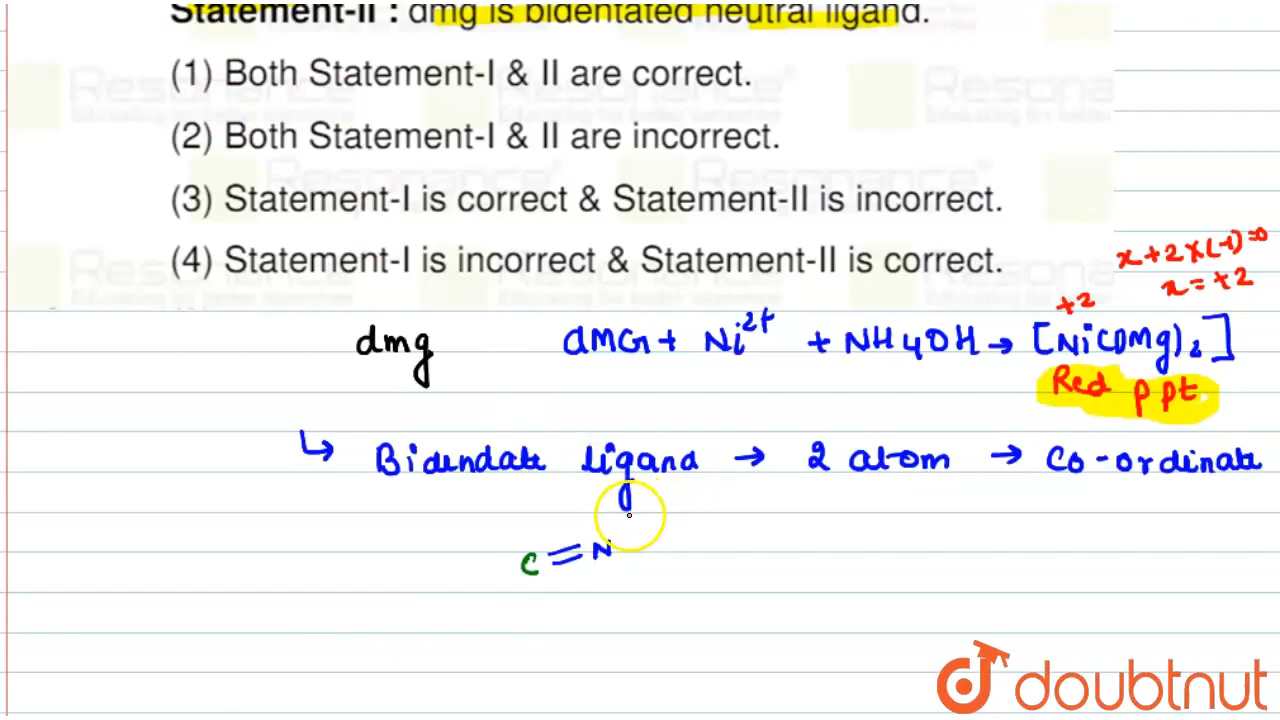 Statement-II : dmg is bidentated neutral ligand.
(1) Both Statement-I & II are correct.
(2) Both Statement-I & II are incorrect.
(3) Statement-I is correct & Statement-II is incorrect.
(4) Statement-I is incorrect & Statement-II is correct.
x+2×(-1)=0
x=+2
+2
dmg dMG + Ni2+ + NH4OH → [Ni(DMg)2]
Red ppt.
↳ Bidendate ligand → 2 atom → Co-ordinate
C=N
doubtnut